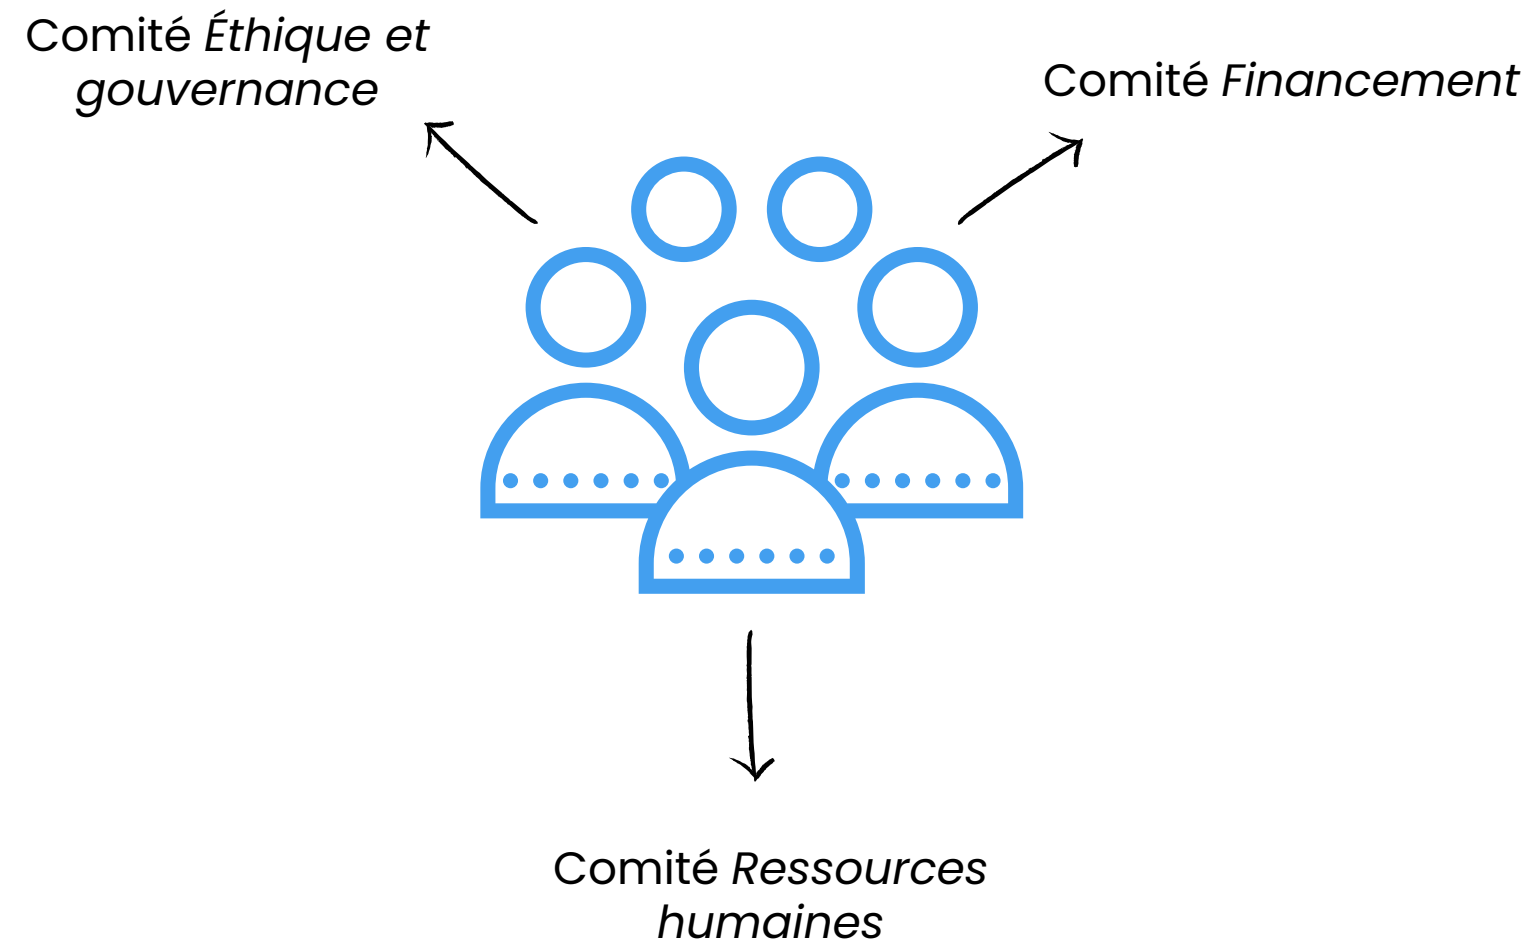 Comité Éthique et
gouvernance
Comité Financement
Comité Ressources
humaines